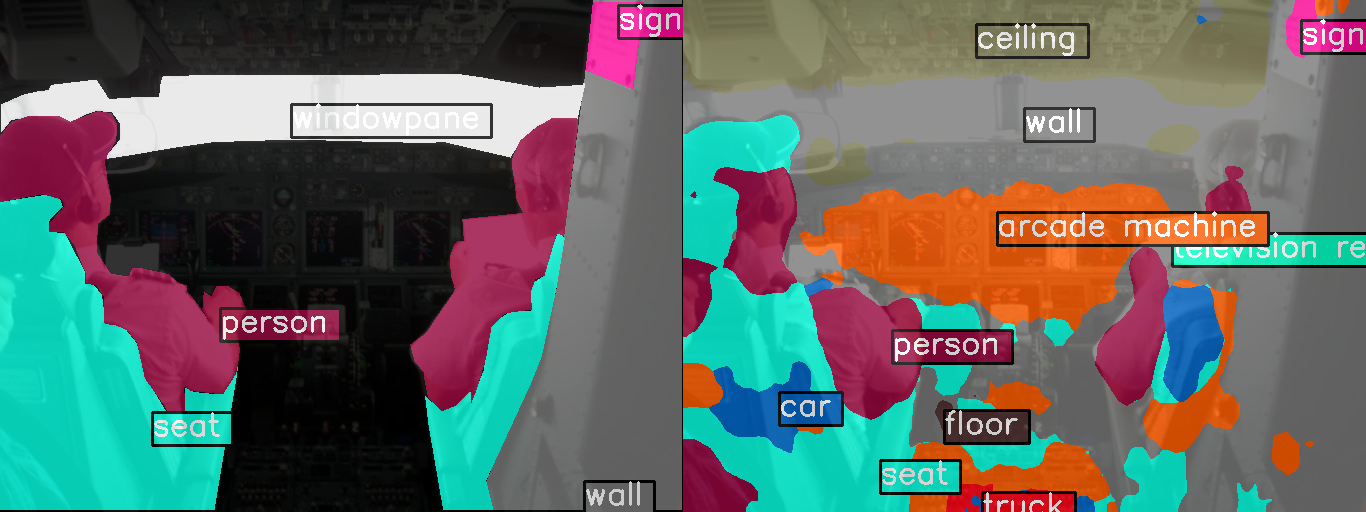 sign
windowpane
person
seat
wall
ceiling
sign
wall
arcade machine
television re
person
car
floor
seat
truck